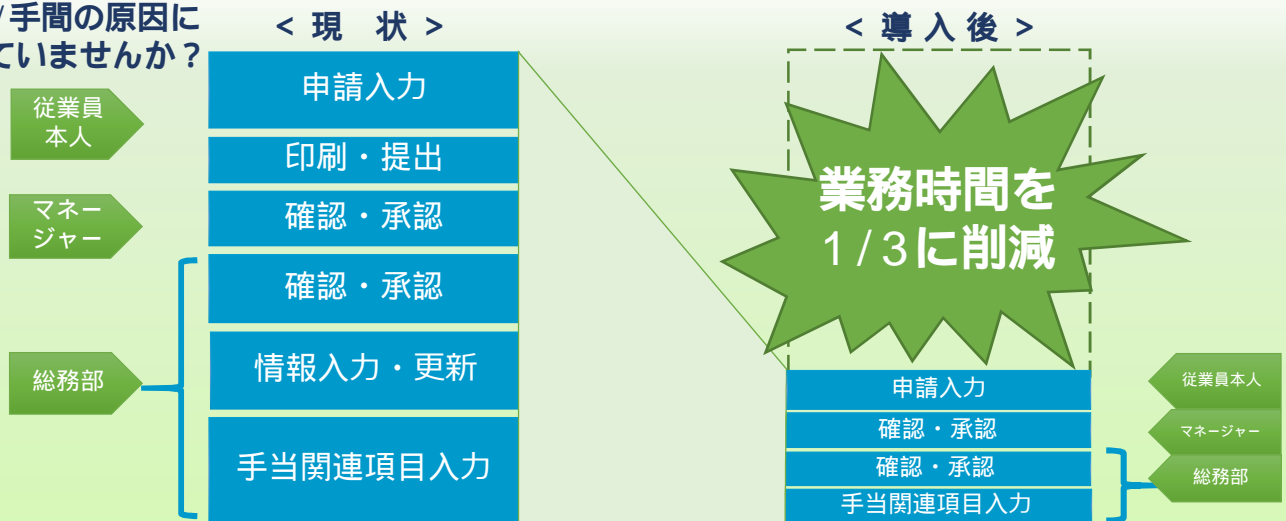 手間の原因に
ていませんか？
< 現 状 >
従業員
本人
マネー
ジャー
総務部
申請入力
印刷・提出
確認・承認
確認・承認
情報入力・更新
手当関連項目入力
< 導 入 後 >
業務時間を
1/3に削減
申請入力
確認・承認
確認・承認
手当関連項目入力
従業員本人
マネージャー
総務部